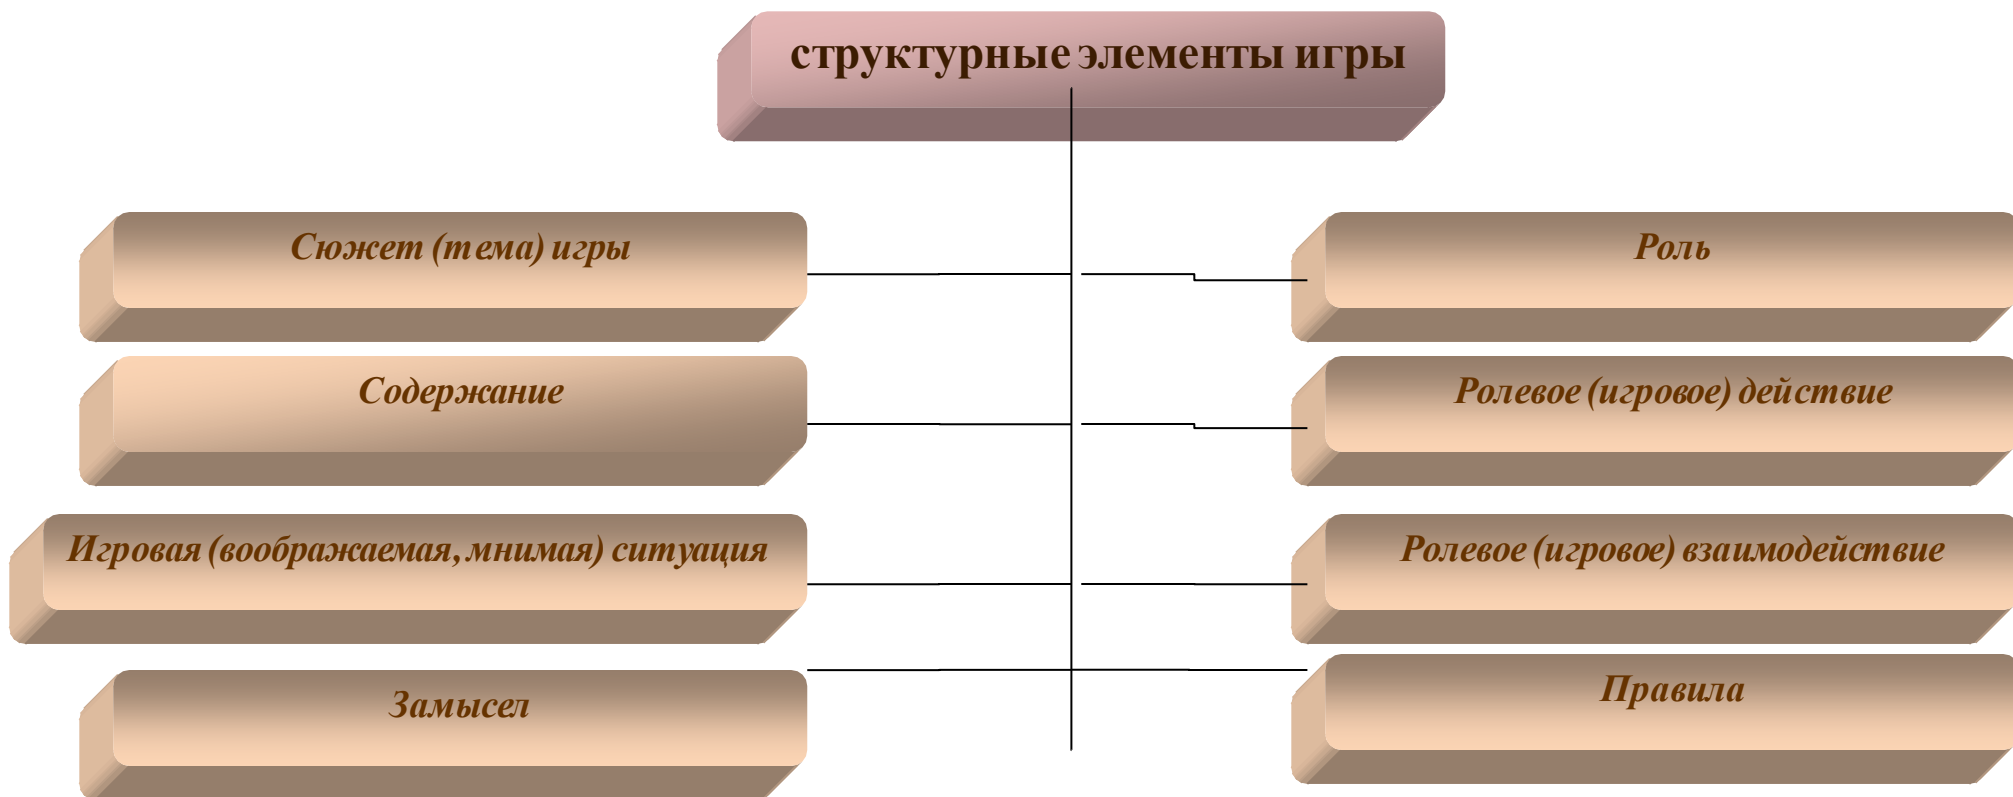 структурные элементы игры
Сюжет (тема) игры
Роль
Содержание
Ролевое (игровое) действие
Игровая (воображаемая, мнимая) ситуация
Ролевое (игровое) взаимодействие
Замысел
Правила